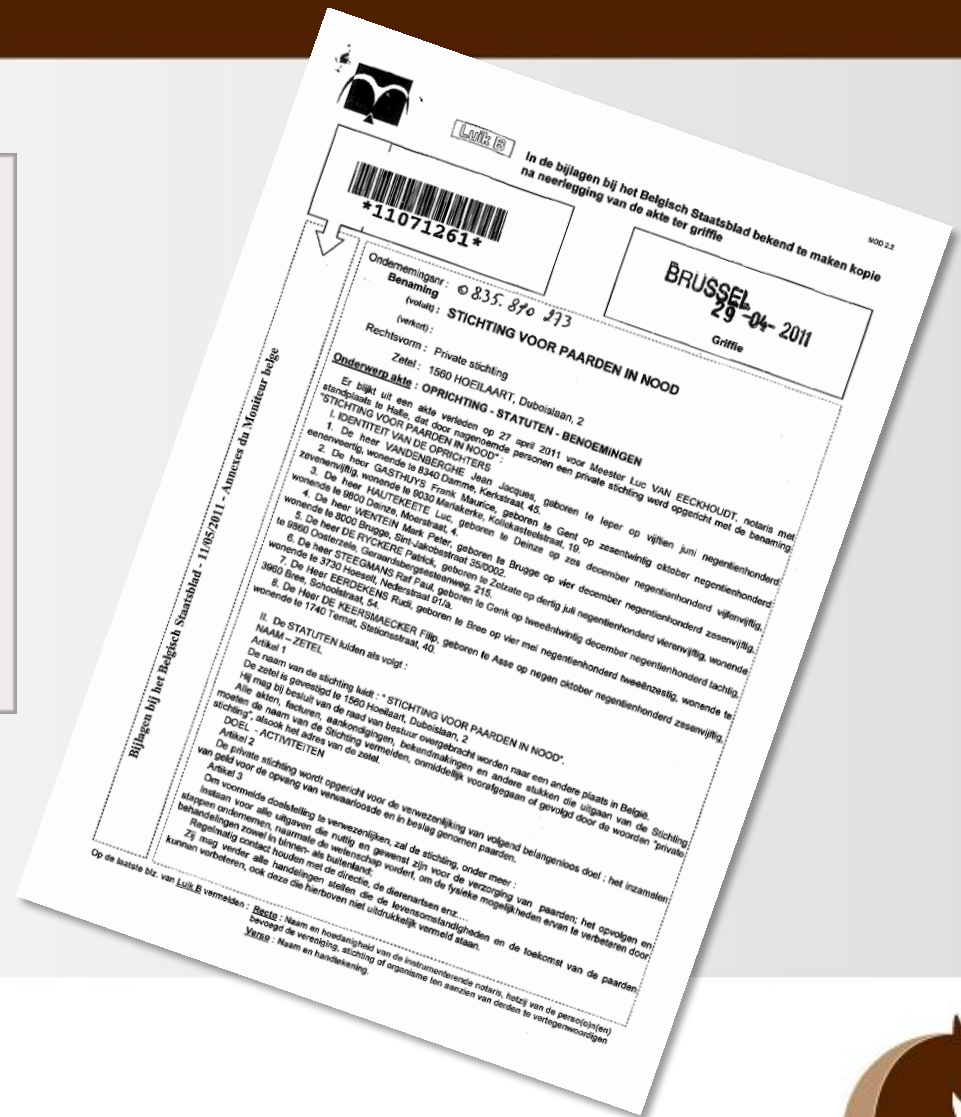 Luik B
In de bijlagen bij het Belgisch Staatsblad bekend te maken kopie
na neerlegging van de akte ter griffie
MOD 2.2
*11071261*
BRUSSEL
29 -04- 2011
Griffie
Ondernemingsnr : 0835.890 273
Benaming
(voluit) : STICHTING VOOR PAARDEN IN NOOD
(verkort) :
Rechtsvorm : Private stichting
Zetel : 1560 HOEILAART, Duboislaan, 2
Onderwerp akte : OPRICHTING - STATUTEN - BENOEMINGEN
Er blijkt uit een akte verleden op 27 april 2011 voor Meester Luc VAN EECKHOUDT, notaris met
standplaats te Halle, dat door nagenoemde personen een private stichting werd opgericht met de benaming
"STICHTING VOOR PAARDEN IN NOOD" :
I. IDENTITEIT VAN DE OPRICHTERS
1. De heer VANDENBERGHE Jean Jacques, geboren te Ieper op vijftien juni negentienhonderd
eenenveertig, wonende te 8340 Damme, Kerkstraat, 45.
2. De heer GASTHUYS Frank Maurice, geboren te Gent op zesentwintig oktober negentienhonderd
zevenenvijftig, wonende te 9030 Mariakerke, Kollekasteelstraat, 19.
3. De heer HAUTEKEETE Luc, geboren te Deinze op zes december negentienhonderd vijfenvijftig,
wonende te 9800 Deinze, Moerstraat, 4.
4. De heer WENTEIN Mark Peter, geboren te Brugge op vier december negentienhonderd zesenvijftig,
wonende te 8000 Brugge, Sint-Jakobsstraat 35/0002.
5. De heer DE RYCKERE Patrick, geboren te Zelzate op dertig juli negentienhonderd vierenvijftig, wonende
te 9860 Oosterzele, Geraardsbergsesteenweg, 215.
6. De heer STEEGMANS Raf Paul, geboren te Genk op tweeëntwintig december negentienhonderd tachtig,
wonende te 3730 Hoeselt, Nederstraat 91/a.
7. De Heer EERDEKENS Rudi, geboren te Bree op vier mei negentienhonderd tweeënzestig, wonende te
3960 Bree, Schoolstraat, 54.
8. De Heer DE KEERSMAECKER Filip, geboren te Asse op negen oktober negentienhonderd zesenvijftig,
wonende te 1740 Ternat, Stationsstraat, 40.
II. De STATUTEN luiden als volgt :
NAAM – ZETEL
Artikel 1
De naam van de stichting luidt : " STICHTING VOOR PAARDEN IN NOOD".
De zetel is gevestigd te 1560 Hoeilaart, Duboislaan, 2
Hij mag bij besluit van de raad van bestuur overgebracht worden naar een andere plaats in België.
Alle akten, facturen, aankondigingen, bekendmakingen en andere stukken die uitgaan van de Stichting
moeten de naam van de Stichting vermelden, onmiddellijk voorafgegaan of gevolgd door de woorden "private
stichting", alsook het adres van de zetel.
DOEL - ACTIVITEITEN
Artikel 2
De private stichting wordt opgericht voor de verwezenlijking van volgend belangenloos doel : het inzamelen
van geld voor de opvang van verwaarloosde en in beslag genomen paarden.
Artikel 3
Om voormelde doelstelling te verwezenlijken, zal de stichting, onder meer :
Instaan voor alle uitgaven die nuttig en gewenst zijn voor de verzorging van paarden; het opvolgen en
stappen ondernemen, naarmate de wetenschap vordert, om de fysieke mogelijkheden ervan te verbeteren door
behandelingen zowel in binnen- als buitenland;
Regelmatig contact houden met de directie, de dierenartsen enz....
Zij mag verder alle handelingen stellen die de levensomstandigheden en de toekomst van de paarden
kunnen verbeteren, ook deze die hierboven niet uitdrukkelijk vermeld staan.
Bijlagen bij het Belgisch Staatsblad - 11/05/2011 - Annexes du Moniteur belge
Op de laatste blz. van Luik B vermelden : Recto : Naam en hoedanigheid van de instrumenterende notaris, hetzij van de perso(o)n(en)
bevoegd de vereniging, stichting of organisme ten aanzien van derden te vertegenwoordigen
Verso : Naam en handtekening.